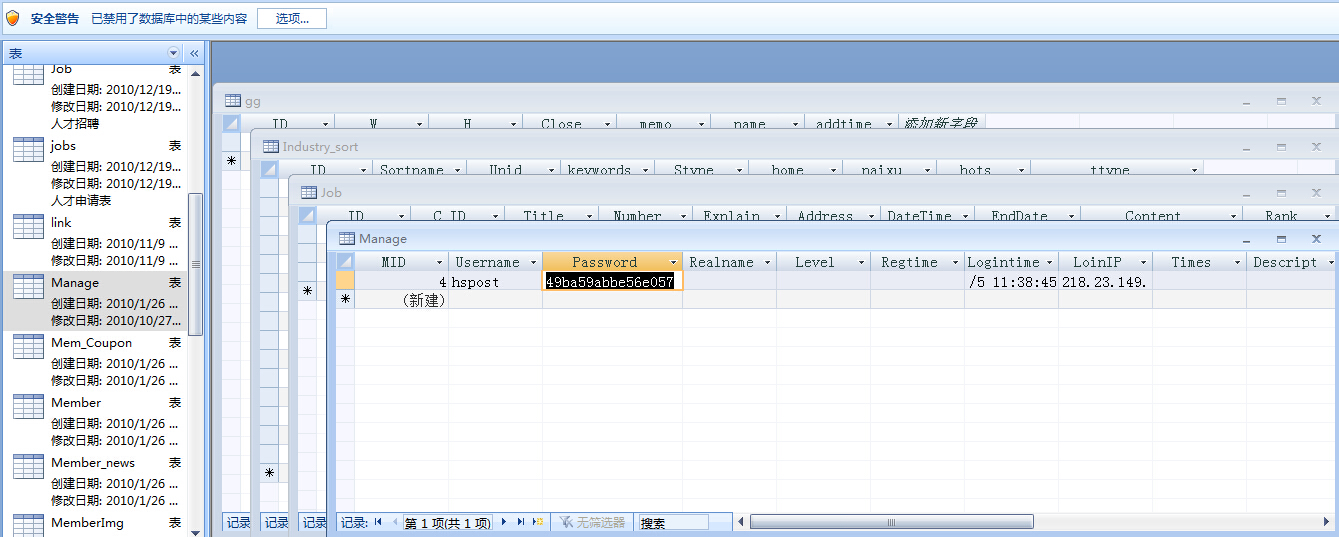 安全警告 已禁用了数据库中的某些内容 选项...
表
Job 表
创建日期: 2010/12/19...
修改日期: 2010/12/19...
人才招聘
jobs 表
创建日期: 2010/12/19...
修改日期: 2010/12/19...
人才申请表
link 表
创建日期: 2010/11/9 ...
修改日期: 2010/11/9 ...
Manage 表
创建日期: 2010/1/26 ...
修改日期: 2010/10/27...
Mem_Coupon 表
创建日期: 2010/1/26 ...
修改日期: 2010/1/26 ...
Member 表
创建日期: 2010/1/26 ...
修改日期: 2010/1/26 ...
Member_news 表
创建日期: 2010/1/26 ...
修改日期: 2010/1/26 ...
MemberImg 表
gg
ID W H Close memo name addtime 添加新字段
Industry_sort
ID Sortname Unid keywords Stype home paixu hots ttype
Job
ID C_ID Title Number Explain Address DateTime EndDate Content Rank
Manage
MID Username Password Realname Level Regtime Logintime LoinIP Times Descript
4 hspost 49ba59abbe56e057 /5 11:38:45 218.23.149.
(新建)
记录 记录 记录 记录: 第 1 项(共 1 项) 无筛选器 搜索